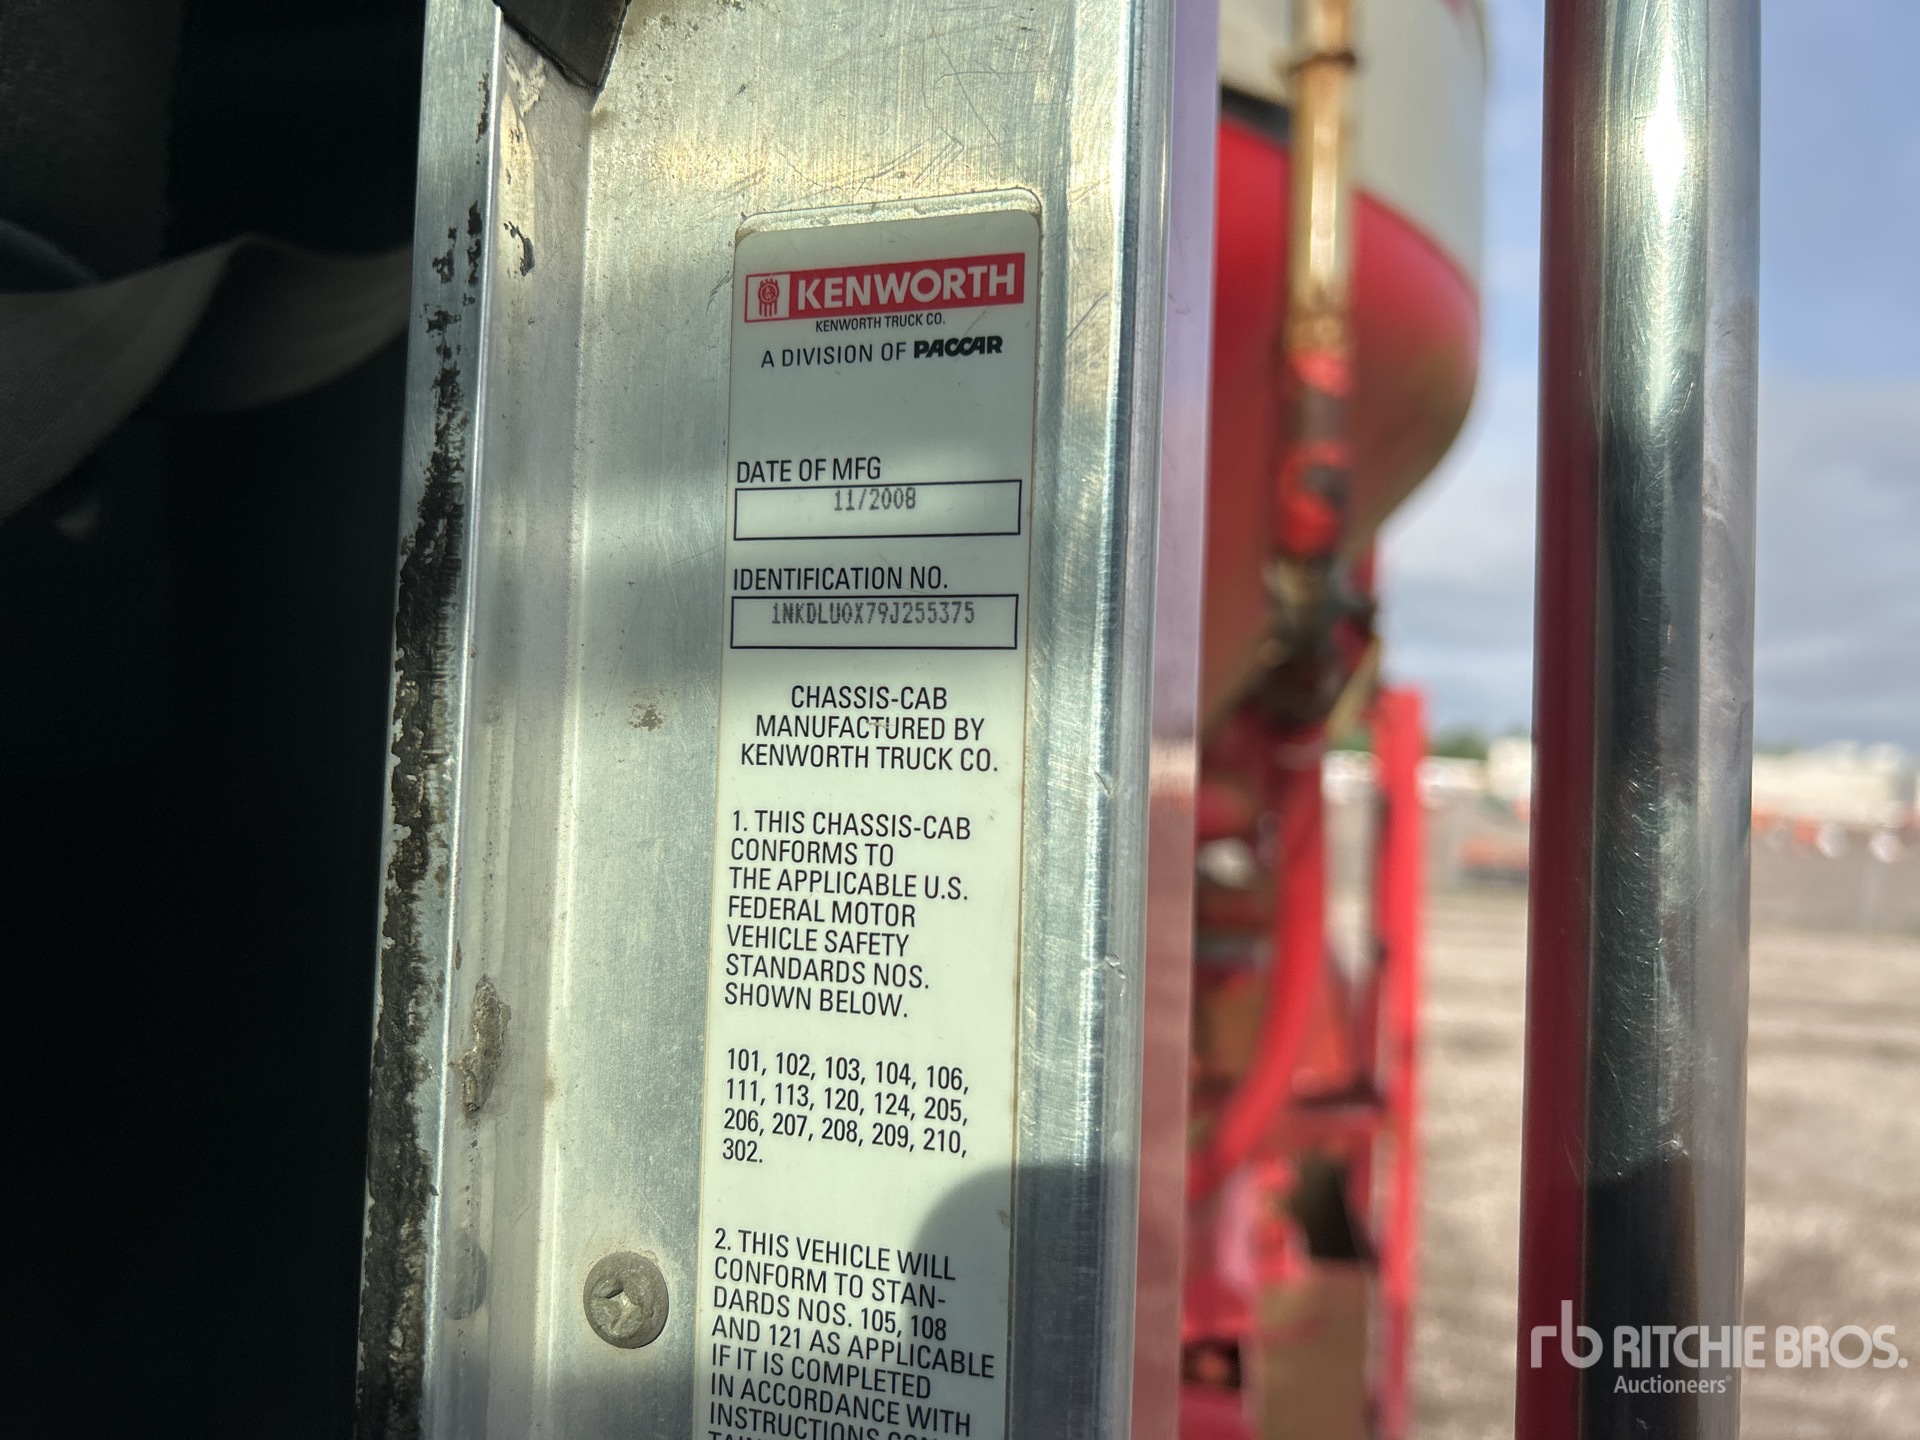 KENWORTH
KENWORTH TRUCK CO.
A DIVISION OF PACCAR
DATE OF MFG
11/2008
IDENTIFICATION NO.
1NKDLU0X79J255375
CHASSIS-CAB
MANUFACTURED BY
KENWORTH TRUCK CO.
1. THIS CHASSIS-CAB
CONFORMS TO
THE APPLICABLE U.S.
FEDERAL MOTOR
VEHICLE SAFETY
STANDARDS NOS.
SHOWN BELOW.
101, 102, 103, 104, 106,
111, 113, 120, 124, 205,
206, 207, 208, 209, 210,
302.
2. THIS VEHICLE WILL
CONFORM TO STAN-
DARDS NOS. 105, 108
AND 121 AS APPLICABLE
IF IT IS COMPLETED
IN ACCORDANCE WITH
INSTRUCTIONS
rb RITCHIE BROS.
Auctioneers